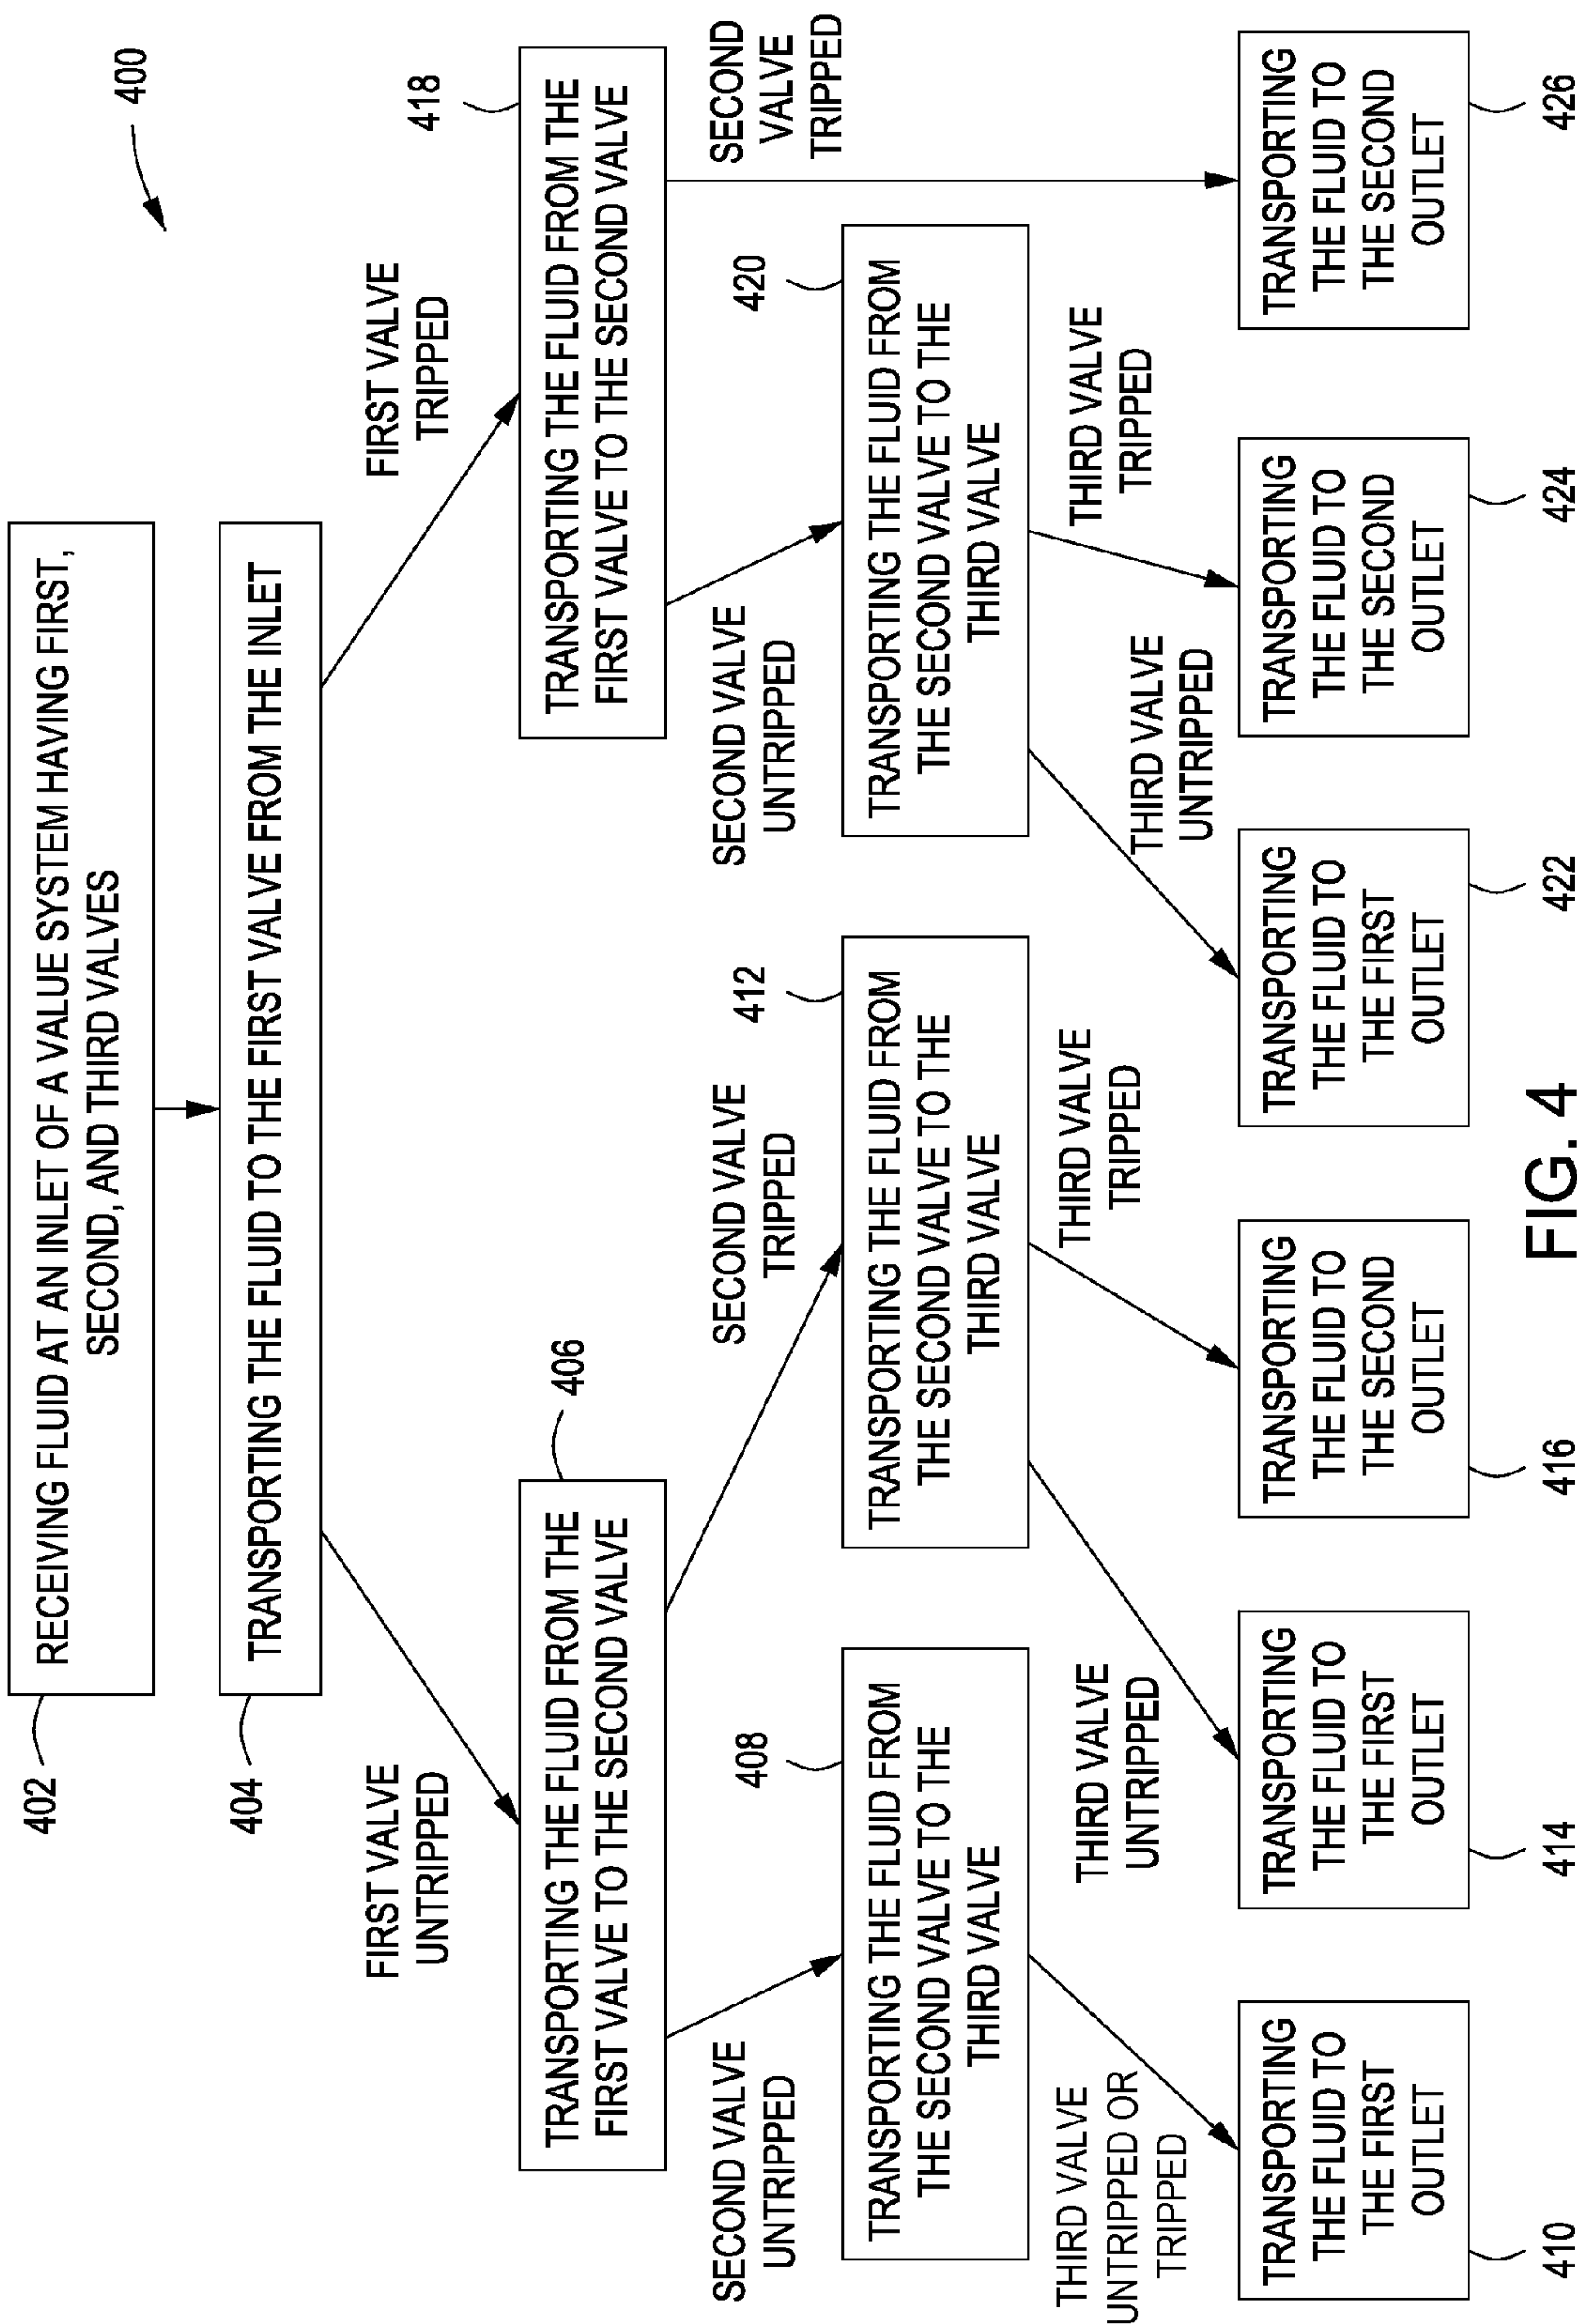 400
402
RECEIVING FLUID AT AN INLET OF A VALUE SYSTEM HAVING FIRST,
SECOND, AND THIRD VALVES
404
TRANSPORTING THE FLUID TO THE FIRST VALVE FROM THE INLET
FIRST VALVE
UNTRIPPED
FIRST VALVE
TRIPPED
406
TRANSPORTING THE FLUID FROM THE
FIRST VALVE TO THE SECOND VALVE
418
TRANSPORTING THE FLUID FROM THE
FIRST VALVE TO THE SECOND VALVE
SECOND VALVE
UNTRIPPED
SECOND VALVE
TRIPPED
SECOND VALVE
UNTRIPPED
SECOND
VALVE
TRIPPED
408
TRANSPORTING THE FLUID FROM
THE SECOND VALVE TO THE
THIRD VALVE
412
TRANSPORTING THE FLUID FROM
THE SECOND VALVE TO THE
THIRD VALVE
420
TRANSPORTING THE FLUID FROM
THE SECOND VALVE TO THE
THIRD VALVE
THIRD VALVE
UNTRIPPED OR
TRIPPED
THIRD VALVE
UNTRIPPED
THIRD VALVE
TRIPPED
THIRD VALVE
UNTRIPPED
THIRD VALVE
TRIPPED
TRANSPORTING
THE FLUID TO
THE FIRST
OUTLET
410
TRANSPORTING
THE FLUID TO
THE FIRST
OUTLET
414
TRANSPORTING
THE FLUID TO
THE SECOND
OUTLET
416
TRANSPORTING
THE FLUID TO
THE FIRST
OUTLET
422
TRANSPORTING
THE FLUID TO
THE SECOND
OUTLET
424
TRANSPORTING
THE FLUID TO
THE SECOND
OUTLET
426
FIG. 4